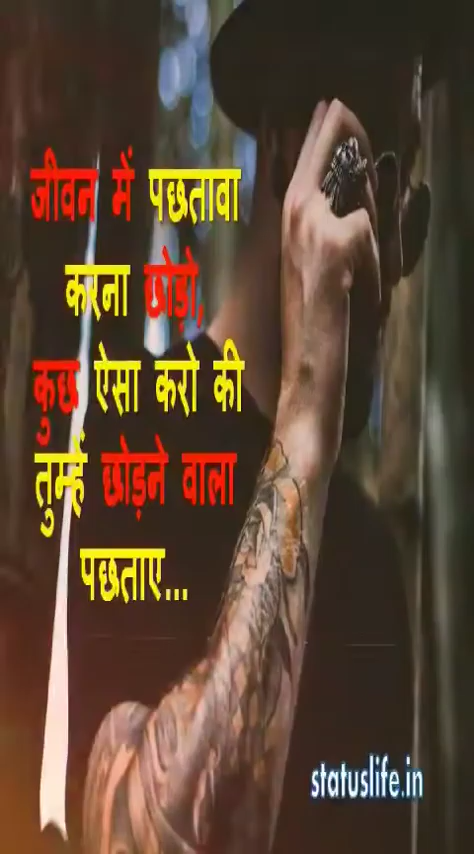 जीवन में पछतावा
करना छोड़ो,
कुछ ऐसा करो की
तुम्हें छोड़ने वाला
पछताए...
statuslife.in